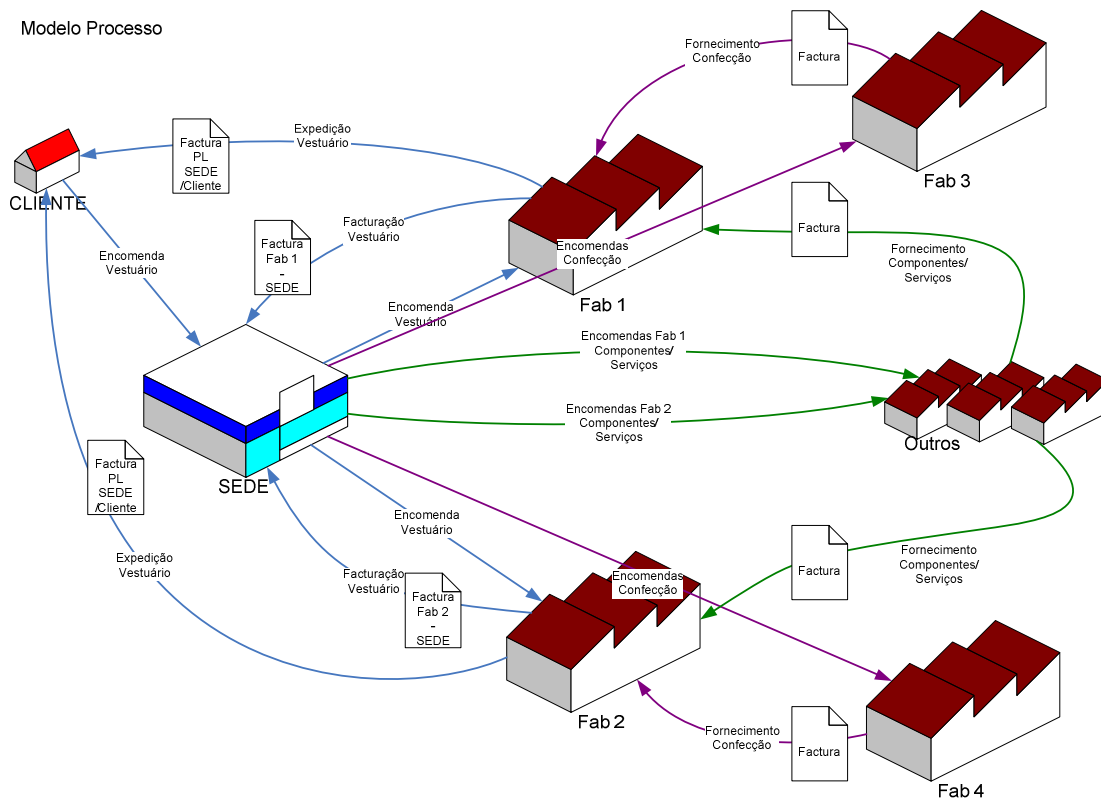 Modelo Processo
Fornecimento
Confecção
Factura
Fab 3
Factura
PL
SEDE
/Cliente
Expedição
Vestuário
CLIENTE
Encomenda
Vestuário
Factura
Fab 1
-
SEDE
Facturação
Vestuário
Encomendas
Confecção
Factura
Fornecimento
Componentes/
Serviços
Encomenda
Vestuário
Fab 1
Encomendas Fab 1
Componentes/
Serviços
Encomendas Fab 2
Componentes/
Serviços
Outros
SEDE
Factura
PL
SEDE
/Cliente
Encomenda
Vestuário
Expedição
Vestuário
Facturação
Vestuário
Factura
Fab 2
-
SEDE
Encomendas
Confecção
Factura
Fornecimento
Componentes/
Serviços
Fab 2
Fornecimento
Confecção
Factura
Fab 4